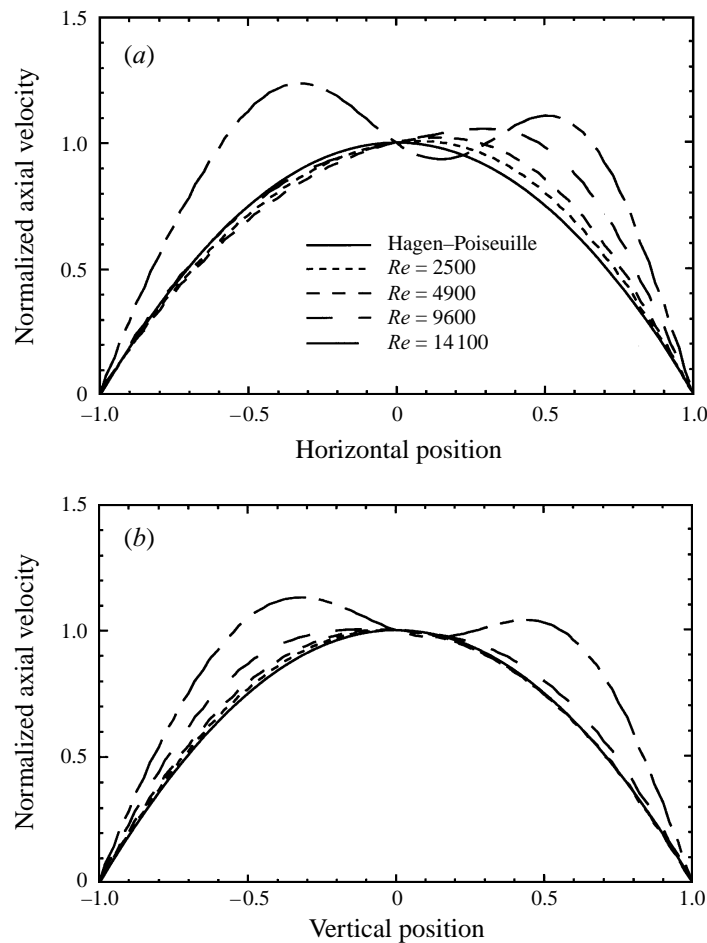 1.5
(a)
1.0
0.5
0
Normalized axial velocity
Hagen–Poiseuille
Re = 2500
Re = 4900
Re = 9600
Re = 14 100
–1.0
–0.5
0
0.5
1.0
Horizontal position
1.5
(b)
1.0
0.5
0
Normalized axial velocity
–1.0
–0.5
0
0.5
1.0
Vertical position